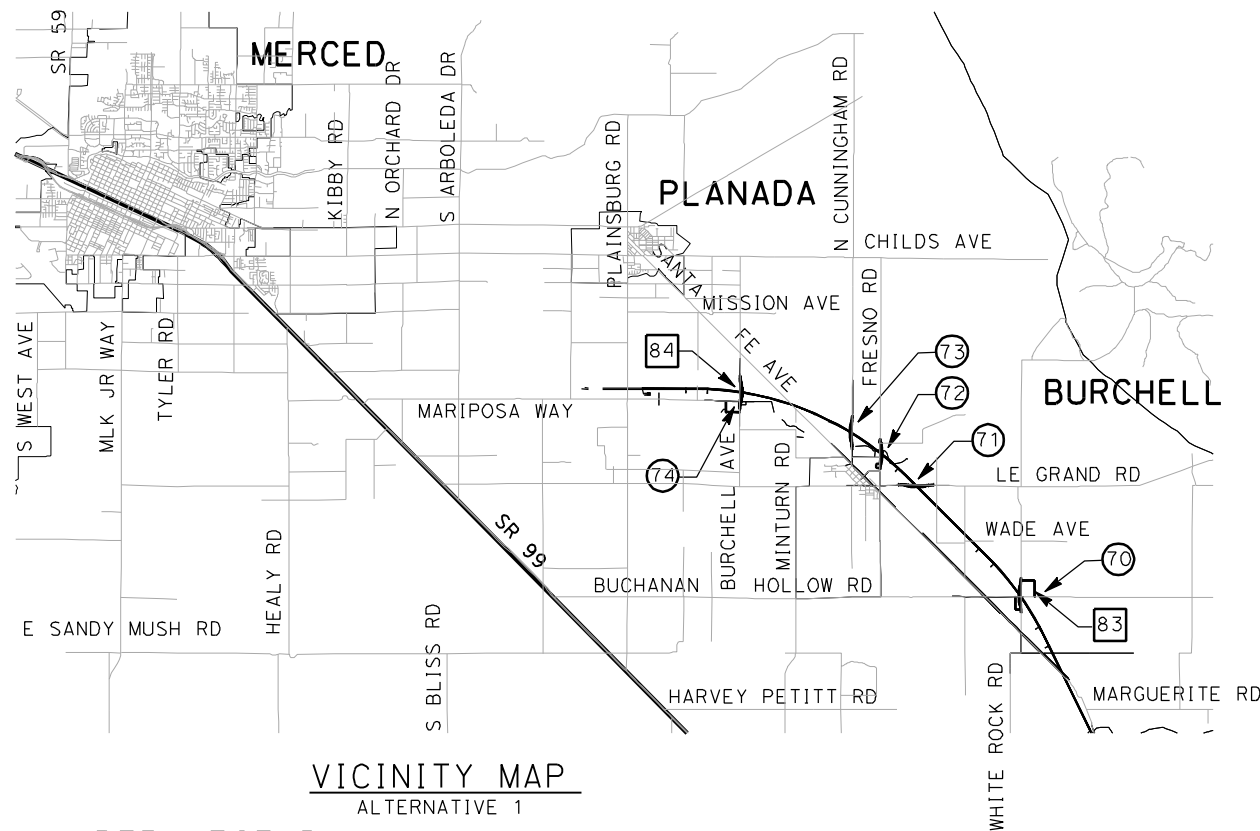 SR 59
MERCED
KIBBY RD
N ORCHARD DR
S ARBOLEDA DR
PLAINSBURG RD
PLANADA
N CUNNINGHAM RD
CHILDS AVE
SANTA FE AVE
MISSION AVE
FRESNO RD
S WEST AVE
MLK JR WAY
TYLER RD
84
73
72
BURCHELL
MARIPOSA WAY
71
74
BURCHELL AVE
MINTURN RD
LE GRAND RD
WADE AVE
SR 99
HEALY RD
BUCHANAN HOLLOW RD
70
83
E SANDY MUSH RD
S BLISS RD
HARVEY PETITT RD
WHITE ROCK RD
MARGUERITE RD
VICINITY MAP
ALTERNATIVE 1